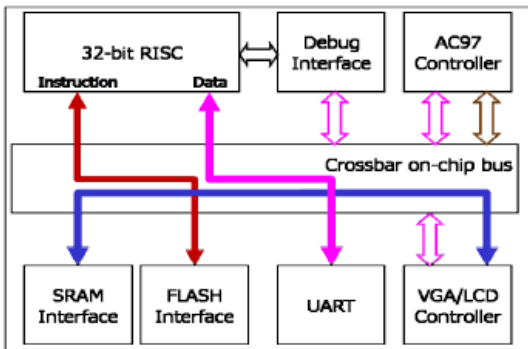 32-bit RISC
Instruction Data
Debug
Interface
AC97
Controller
Crossbar on-chip bus
SRAM
Interface
FLASH
Interface
UART
VGA/LCD
Controller